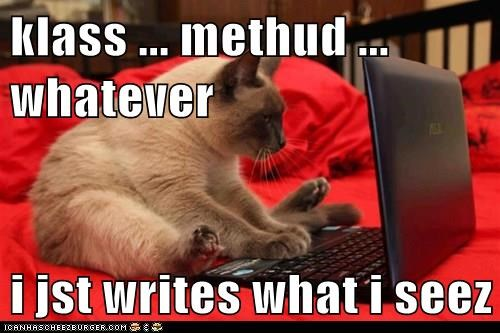 klass ... methud ...
whatever
i jst writes what i seez
ICANHASCHEEZBURGER.COM